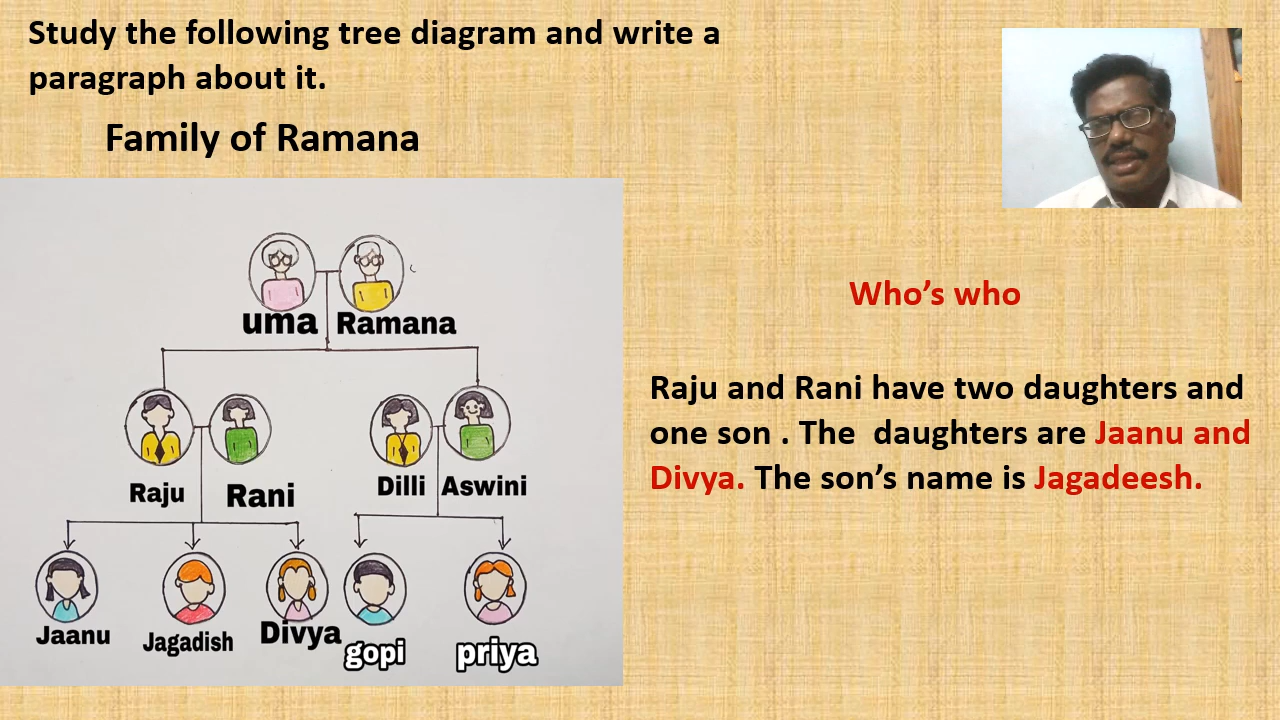 Study the following tree diagram and write a
paragraph about it.
Family of Ramana
uma Ramana
Raju Rani Dilli Aswini
Jaanu Jagadish Divya gopi priya
Who's who
Raju and Rani have two daughters and
one son . The daughters are Jaanu and
Divya. The son's name is Jagadeesh.